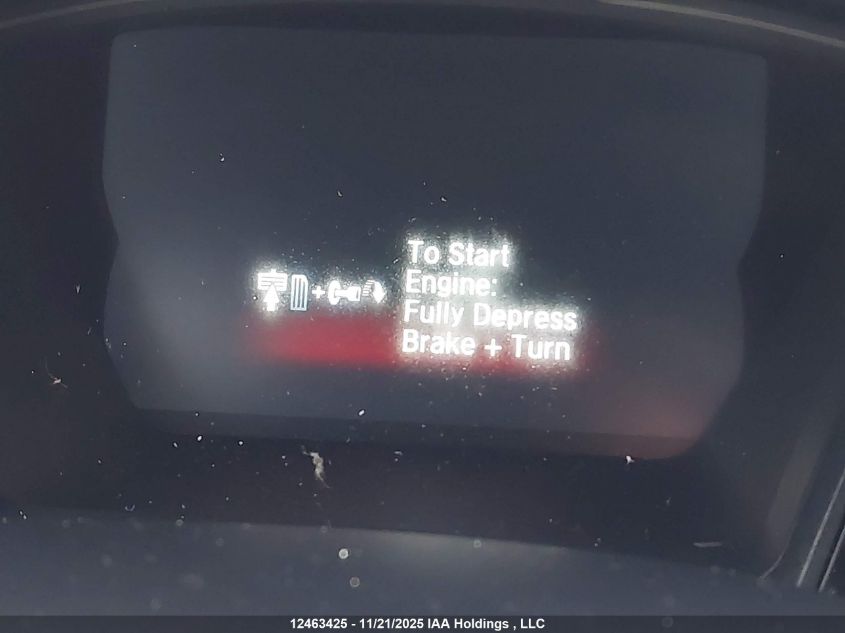 To Start
Engine:
Fully Depress
Brake + Turn
12463425 - 11/21/2025 IAA Holdings , LLC